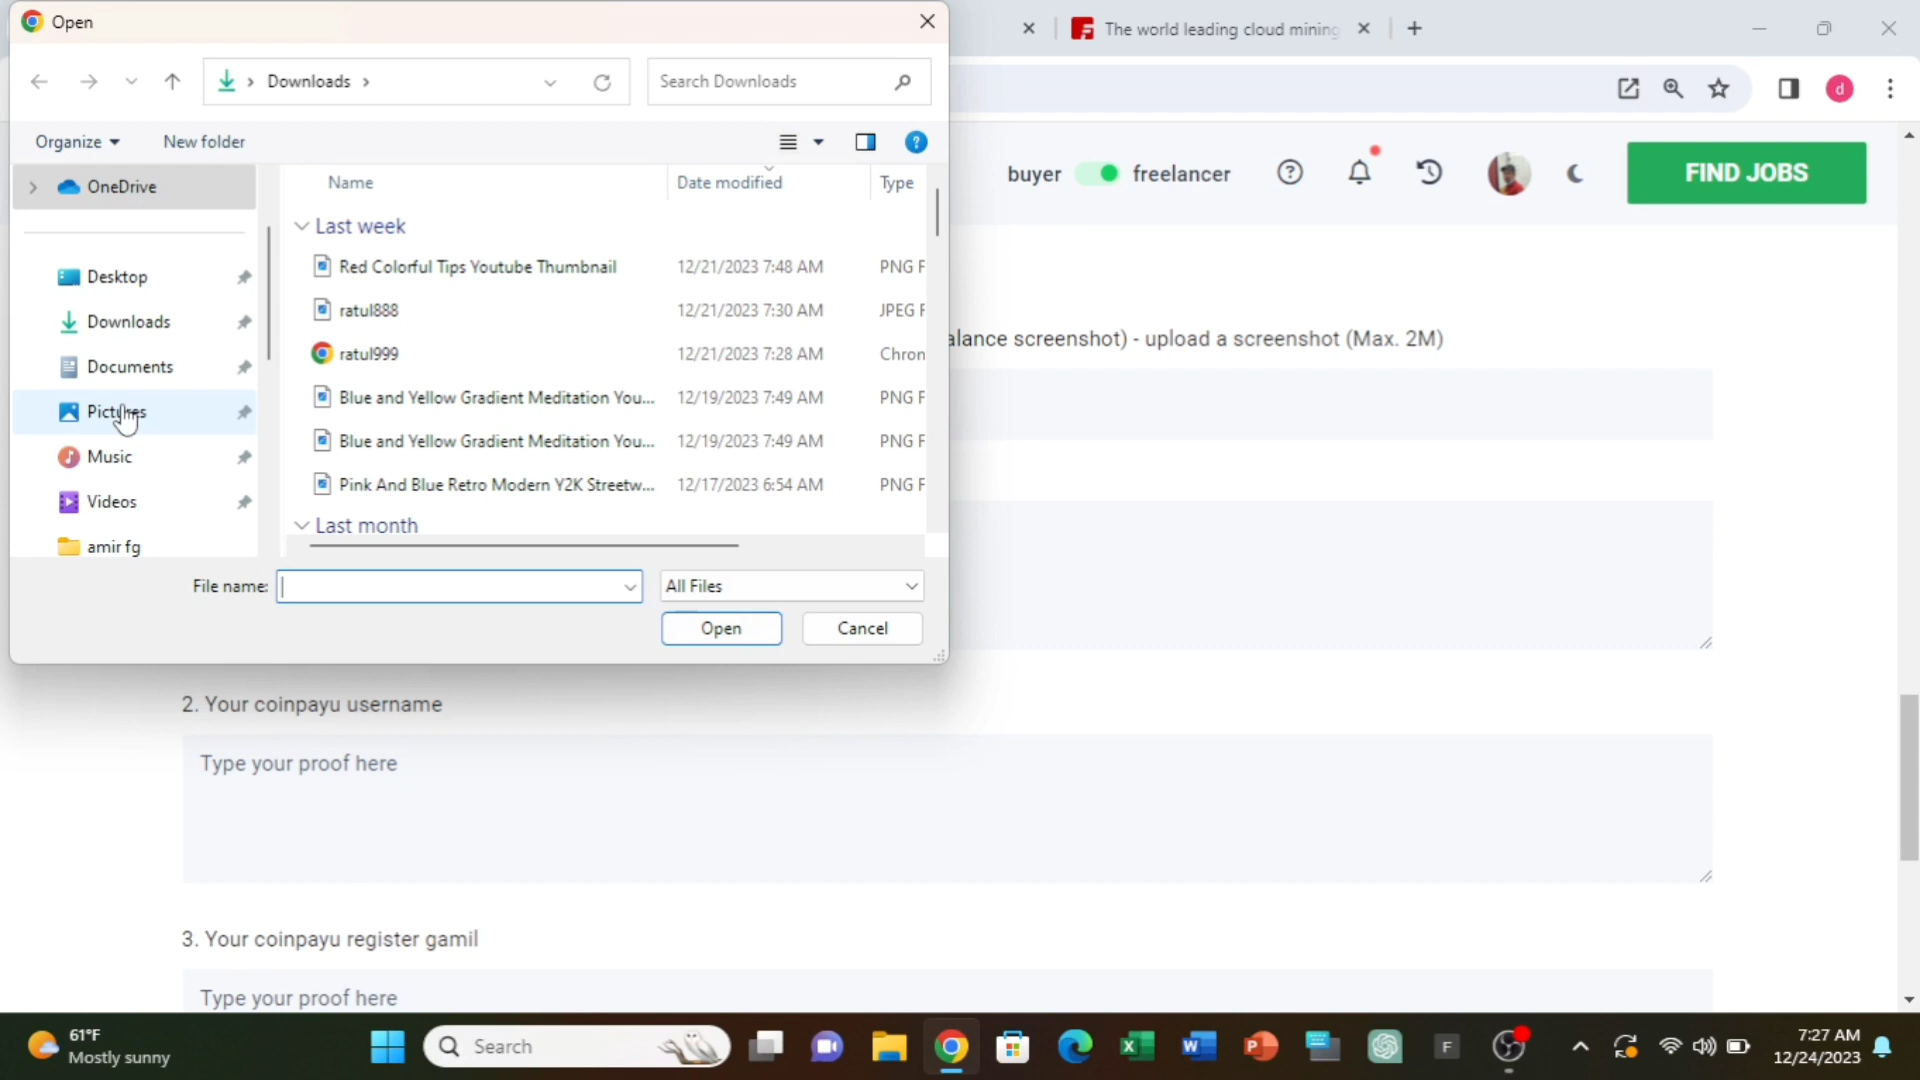 Open
The world leading cloud mining
Downloads
Search Downloads
d
Organize
New folder
?
OneDrive
Desktop
Downloads
Documents
Pictures
Music
Videos
amir fg
Name
Date modified
Type
Last week
Red Colorful Tips Youtube Thumbnail 12/21/2023 7:48 AM PNG F
ratul888 12/21/2023 7:30 AM JPEG F
ratul999 12/21/2023 7:28 AM Chron
Blue and Yellow Gradient Meditation You... 12/19/2023 7:49 AM PNG F
Blue and Yellow Gradient Meditation You... 12/19/2023 7:49 AM PNG F
Pink And Blue Retro Modern Y2K Streetw... 12/17/2023 6:54 AM PNG F
Last month
File name:
All Files
Open
Cancel
buyer
freelancer
?
FIND JOBS
alance screenshot) - upload a screenshot (Max. 2M)
2. Your coinpayu username
Type your proof here
3. Your coinpayu register gamil
Type your proof here
61°F
Mostly sunny
Search
F
7:27 AM
12/24/2023